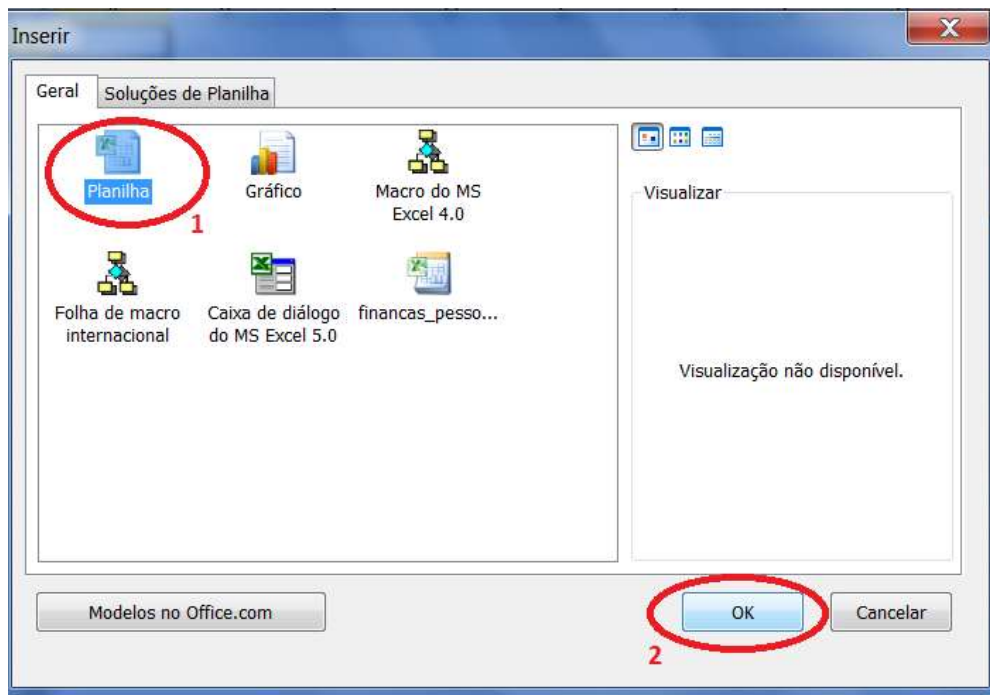 Inserir
X
Geral
Soluções de Planilha
Planilha
Gráfico
Macro do MS
Excel 4.0
1
Folha de macro
internacional
Caixa de diálogo
do MS Excel 5.0
financas_pesso...
Visualizar
Visualização não disponível.
Modelos no Office.com
OK
Cancelar
2